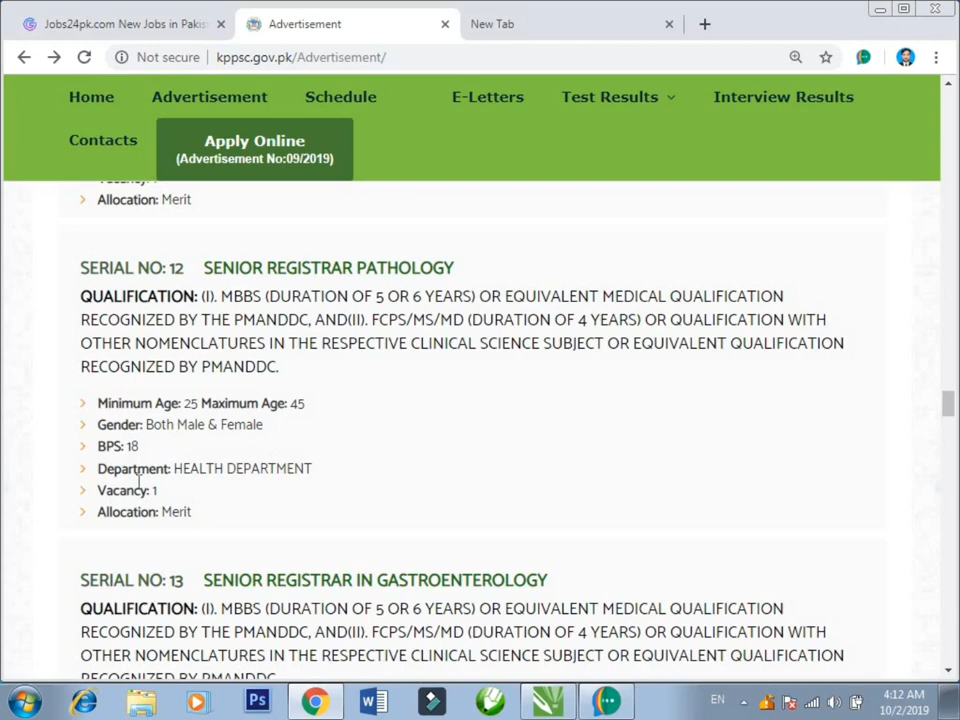 Jobs24pk.com New Jobs in Pakis
Advertisement
New Tab
Not secure
kppsc.gov.pk/Advertisement/
Home
Advertisement
Schedule
E-Letters
Test Results
Interview Results
Contacts
Apply Online
(Advertisement No:09/2019)
Allocation: Merit
SERIAL NO: 12 SENIOR REGISTRAR PATHOLOGY
QUALIFICATION: (I). MBBS (DURATION OF 5 OR 6 YEARS) OR EQUIVALENT MEDICAL QUALIFICATION
RECOGNIZED BY THE PMANDDC, AND(II). FCPS/MS/MD (DURATION OF 4 YEARS) OR QUALIFICATION WITH
OTHER NOMENCLATURES IN THE RESPECTIVE CLINICAL SCIENCE SUBJECT OR EQUIVALENT QUALIFICATION
RECOGNIZED BY PMANDDC.
Minimum Age: 25 Maximum Age: 45
Gender: Both Male & Female
BPS: 18
Department: HEALTH DEPARTMENT
Vacancy: 1
Allocation: Merit
SERIAL NO: 13 SENIOR REGISTRAR IN GASTROENTEROLOGY
QUALIFICATION: (I). MBBS (DURATION OF 5 OR 6 YEARS) OR EQUIVALENT MEDICAL QUALIFICATION
RECOGNIZED BY THE PMANDDC, AND(II). FCPS/MS/MD (DURATION OF 4 YEARS) OR QUALIFICATION WITH
OTHER NOMENCLATURES IN THE RESPECTIVE CLINICAL SCIENCE SUBJECT OR EQUIVALENT QUALIFICATION
RECOGNIZED BY PMANDDC.
Ps
EN
4:12 AM
10/2/2019